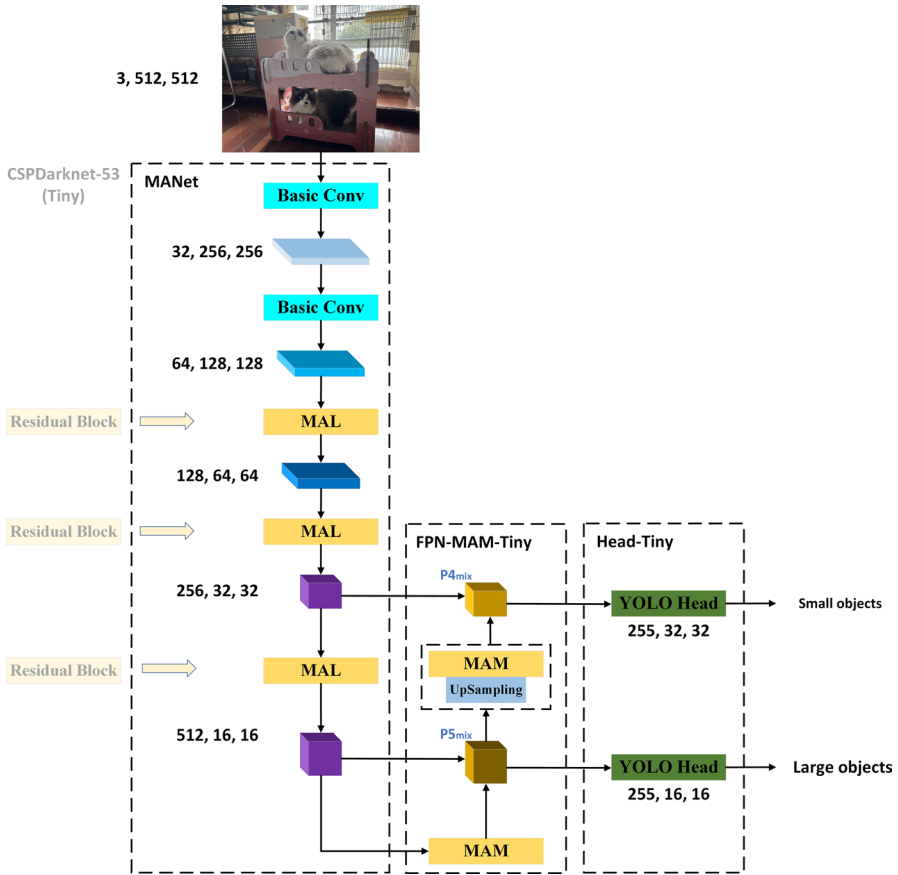 3, 512, 512
CSPDarknet-53
(Tiny)
MANet
Basic Conv
32, 256, 256
Basic Conv
64, 128, 128
Residual Block
MAL
128, 64, 64
Residual Block
MAL
FPN-MAM-Tiny
Head-Tiny
256, 32, 32
P4mix
YOLO Head
Small objects
255, 32, 32
Residual Block
MAL
MAM
UpSampling
512, 16, 16
P5mix
YOLO Head
Large objects
255, 16, 16
MAM